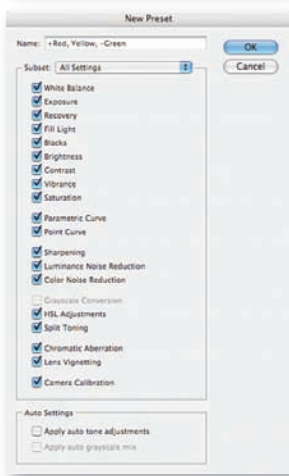 New Preset
Name: +Red, Yellow, -Green
OK
Subset: All Settings
Cancel
White Balance
Exposure
Recovery
Fill Light
Blacks
Brightness
Contrast
Vibrance
Saturation
Parametric Curve
Point Curve
Sharpening
Luminance Noise Reduction
Color Noise Reduction
Grayscale Conversion
HSL Adjustments
Split Toning
Chromatic Aberration
Lens Vignetting
Camera Calibration
Auto Settings
Apply auto tone adjustments
Apply auto grayscale mix